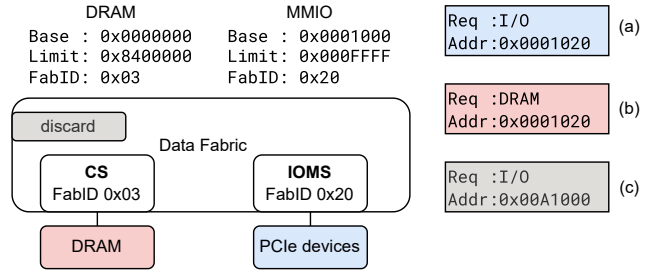 DRAM
Base : 0x0000000
Limit: 0x8400000
FabID: 0x03
MMIO
Base : 0x0001000
Limit: 0x000FFFF
FabID: 0x20
discard
Data Fabric
CS
FabID 0x03
IOMS
FabID 0x20
DRAM
PCIe devices
Req :I/O
Addr:0x0001020
(a)
Req :DRAM
Addr:0x0001020
(b)
Req :I/O
Addr:0x00A1000
(c)